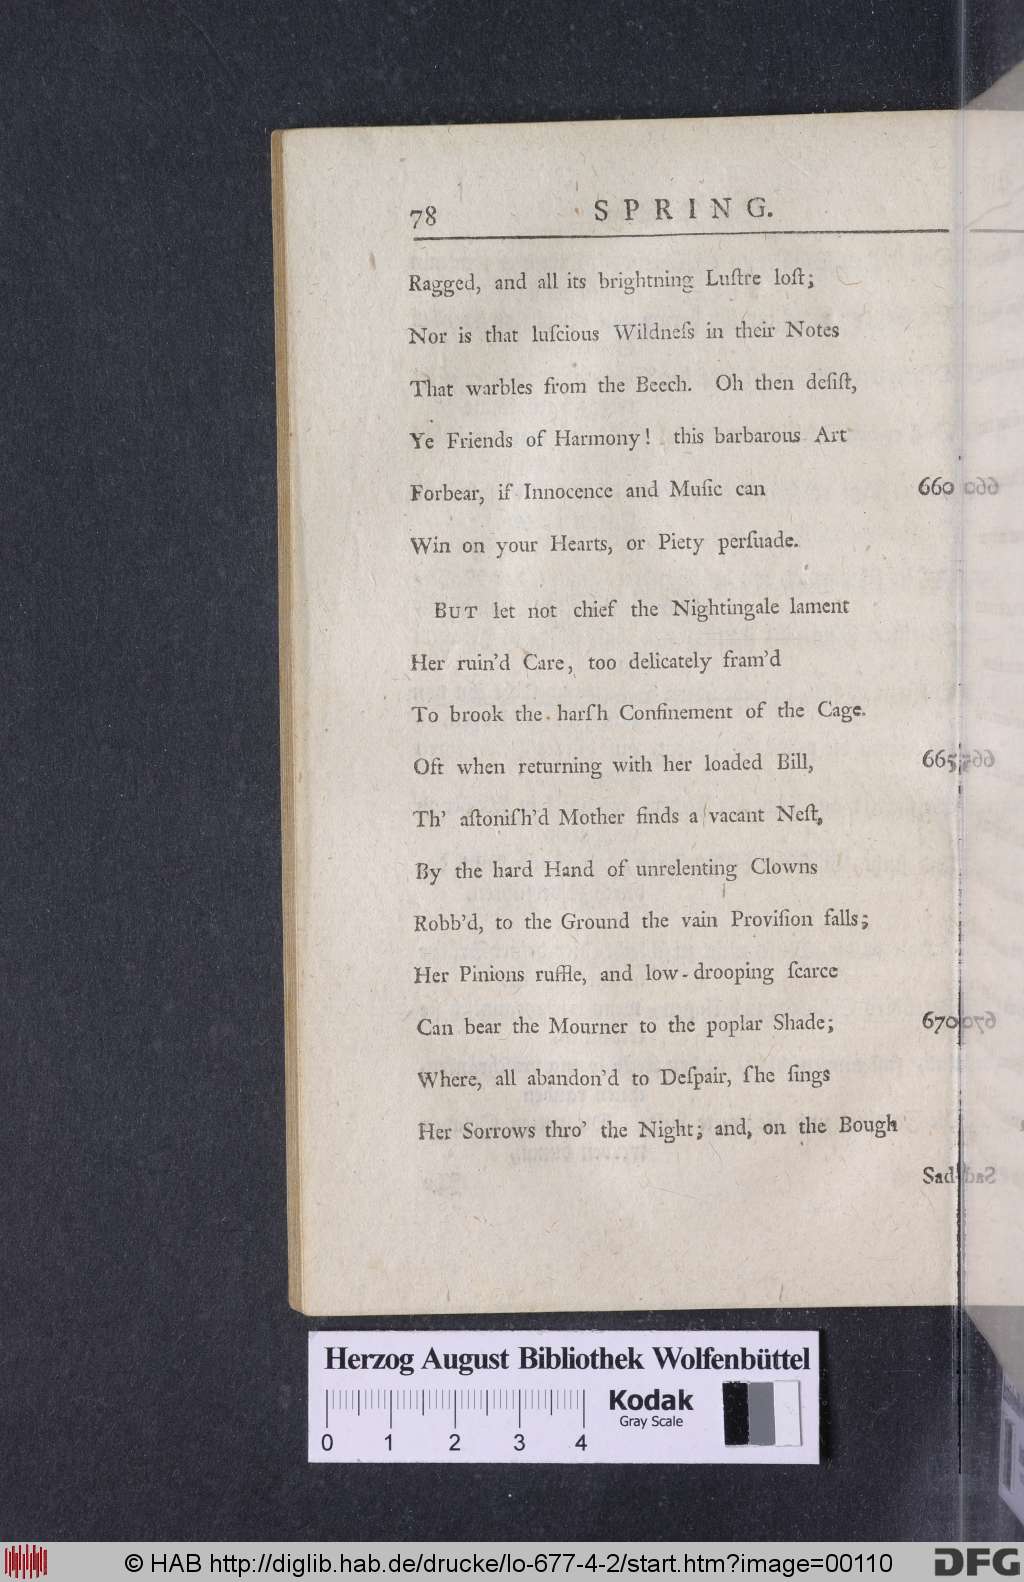 78 SPRING.
Ragged, and all its brightning Luſtre loſt;
Nor is that luſcious Wildneſs in their Notes
That warbles from the Beech. Oh then deſiſt,
Ye Friends of Harmony! this barbarous Art
Forbear, if Innocence and Muſic can 660
Win on your Hearts, or Piety perſuade.
BUT let not chief the Nightingale lament
Her ruin'd Care, too delicately fram'd
To brook the harſh Confinement of the Cage.
Oft when returning with her loaded Bill, 665
Th' aſtoniſh'd Mother finds a vacant Neſt,
By the hard Hand of unrelenting Clowns
Robb'd, to the Ground the vain Proviſion falls;
Her Pinions ruffle, and low-drooping ſcarce
Can bear the Mourner to the poplar Shade; 670
Where, all abandon'd to Deſpair, ſhe ſings
Her Sorrows thro' the Night; and, on the Bough
Sad
Herzog August Bibliothek Wolfenbüttel
Kodak
Gray Scale
0 1 2 3 4
© HAB http://diglib.hab.de/drucke/lo-677-4-2/start.htm?image=00110
DFG